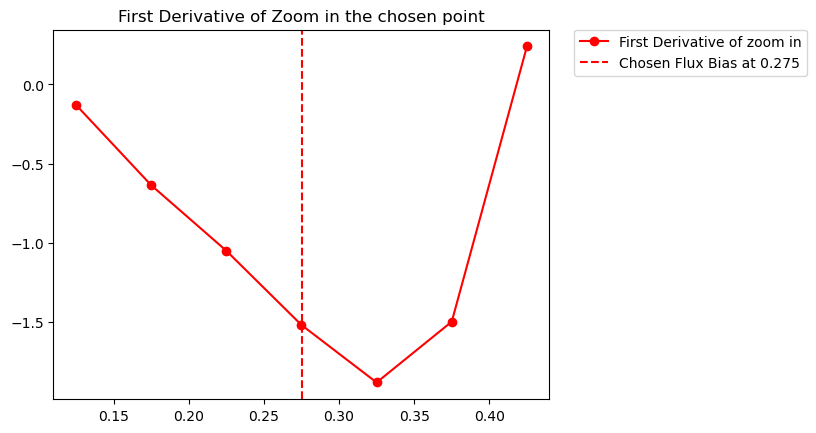 First Derivative of Zoom in the chosen point
First Derivative of zoom in
Chosen Flux Bias at 0.275
0.0
−0.5
−1.0
−1.5
0.15 0.20 0.25 0.30 0.35 0.40